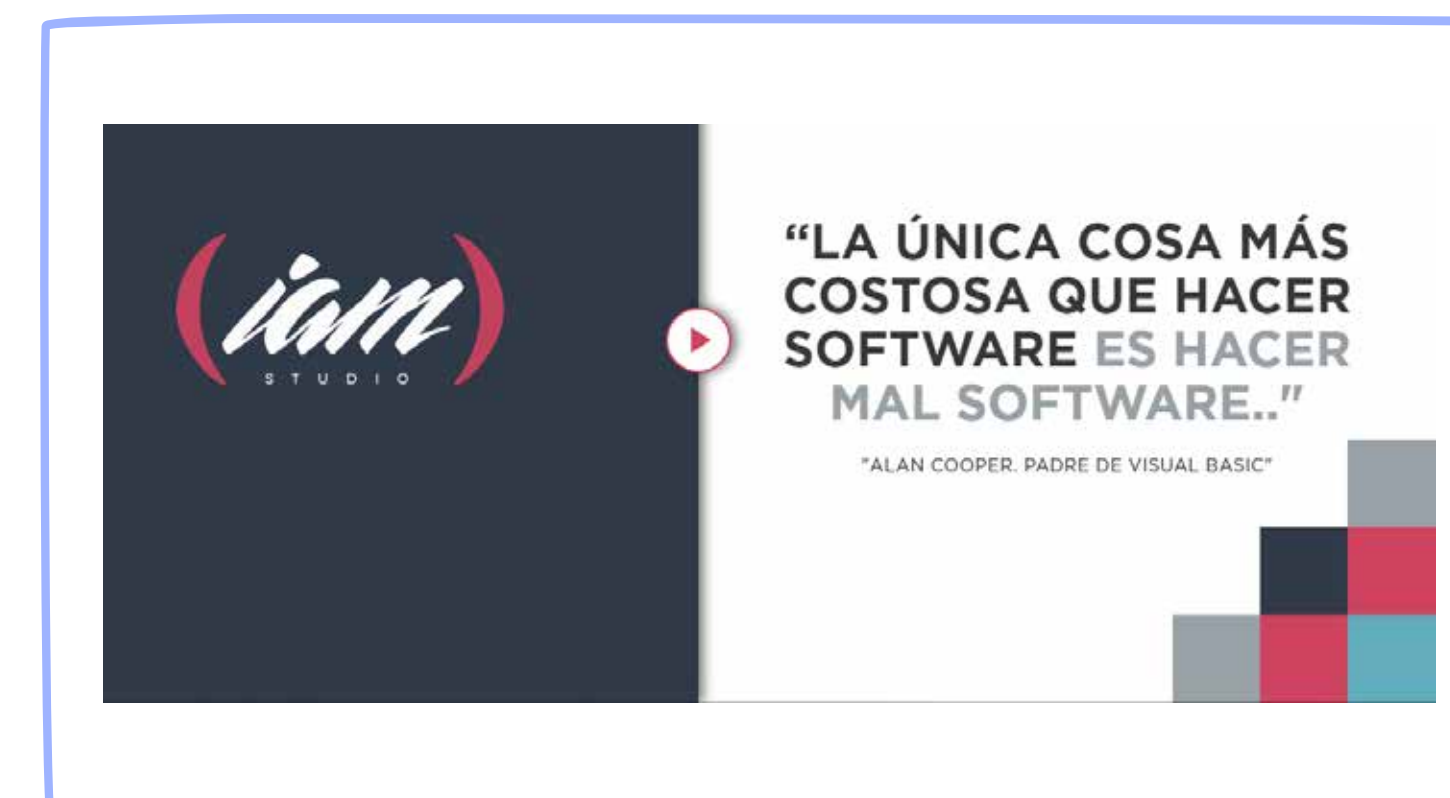 (iam)
STUDIO
“LA ÚNICA COSA MÁS
COSTOSA QUE HACER
SOFTWARE ES HACER
MAL SOFTWARE.."
"ALAN COOPER. PADRE DE VISUAL BASIC"